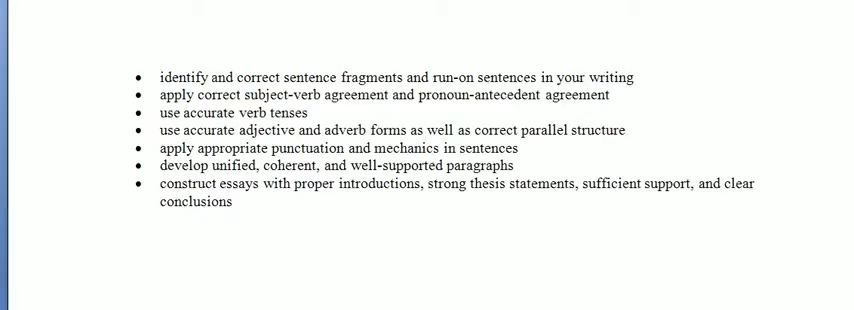 • identify and correct sentence fragments and run-on sentences in your writing
• apply correct subject-verb agreement and pronoun-antecedent agreement
• use accurate verb tenses
• use accurate adjective and adverb forms as well as correct parallel structure
• apply appropriate punctuation and mechanics in sentences
• develop unified, coherent, and well-supported paragraphs
• construct essays with proper introductions, strong thesis statements, sufficient support, and clear
conclusions